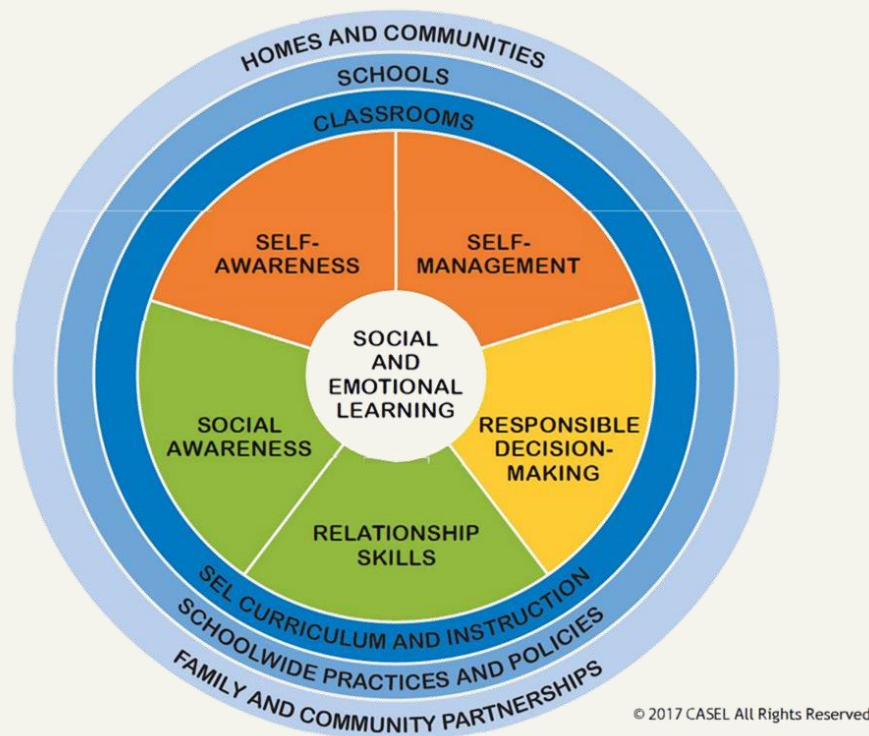 HOMES AND COMMUNITIES
SCHOOLS
CLASSROOMS
SELF-
AWARENESS
SELF-
MANAGEMENT
SOCIAL
AND
EMOTIONAL
LEARNING
SOCIAL
AWARENESS
RESPONSIBLE
DECISION-
MAKING
RELATIONSHIP
SKILLS
SEL CURRICULUM AND INSTRUCTION
SCHOOLWIDE PRACTICES AND POLICIES
FAMILY AND COMMUNITY PARTNERSHIPS
© 2017 CASEL All Rights Reserved